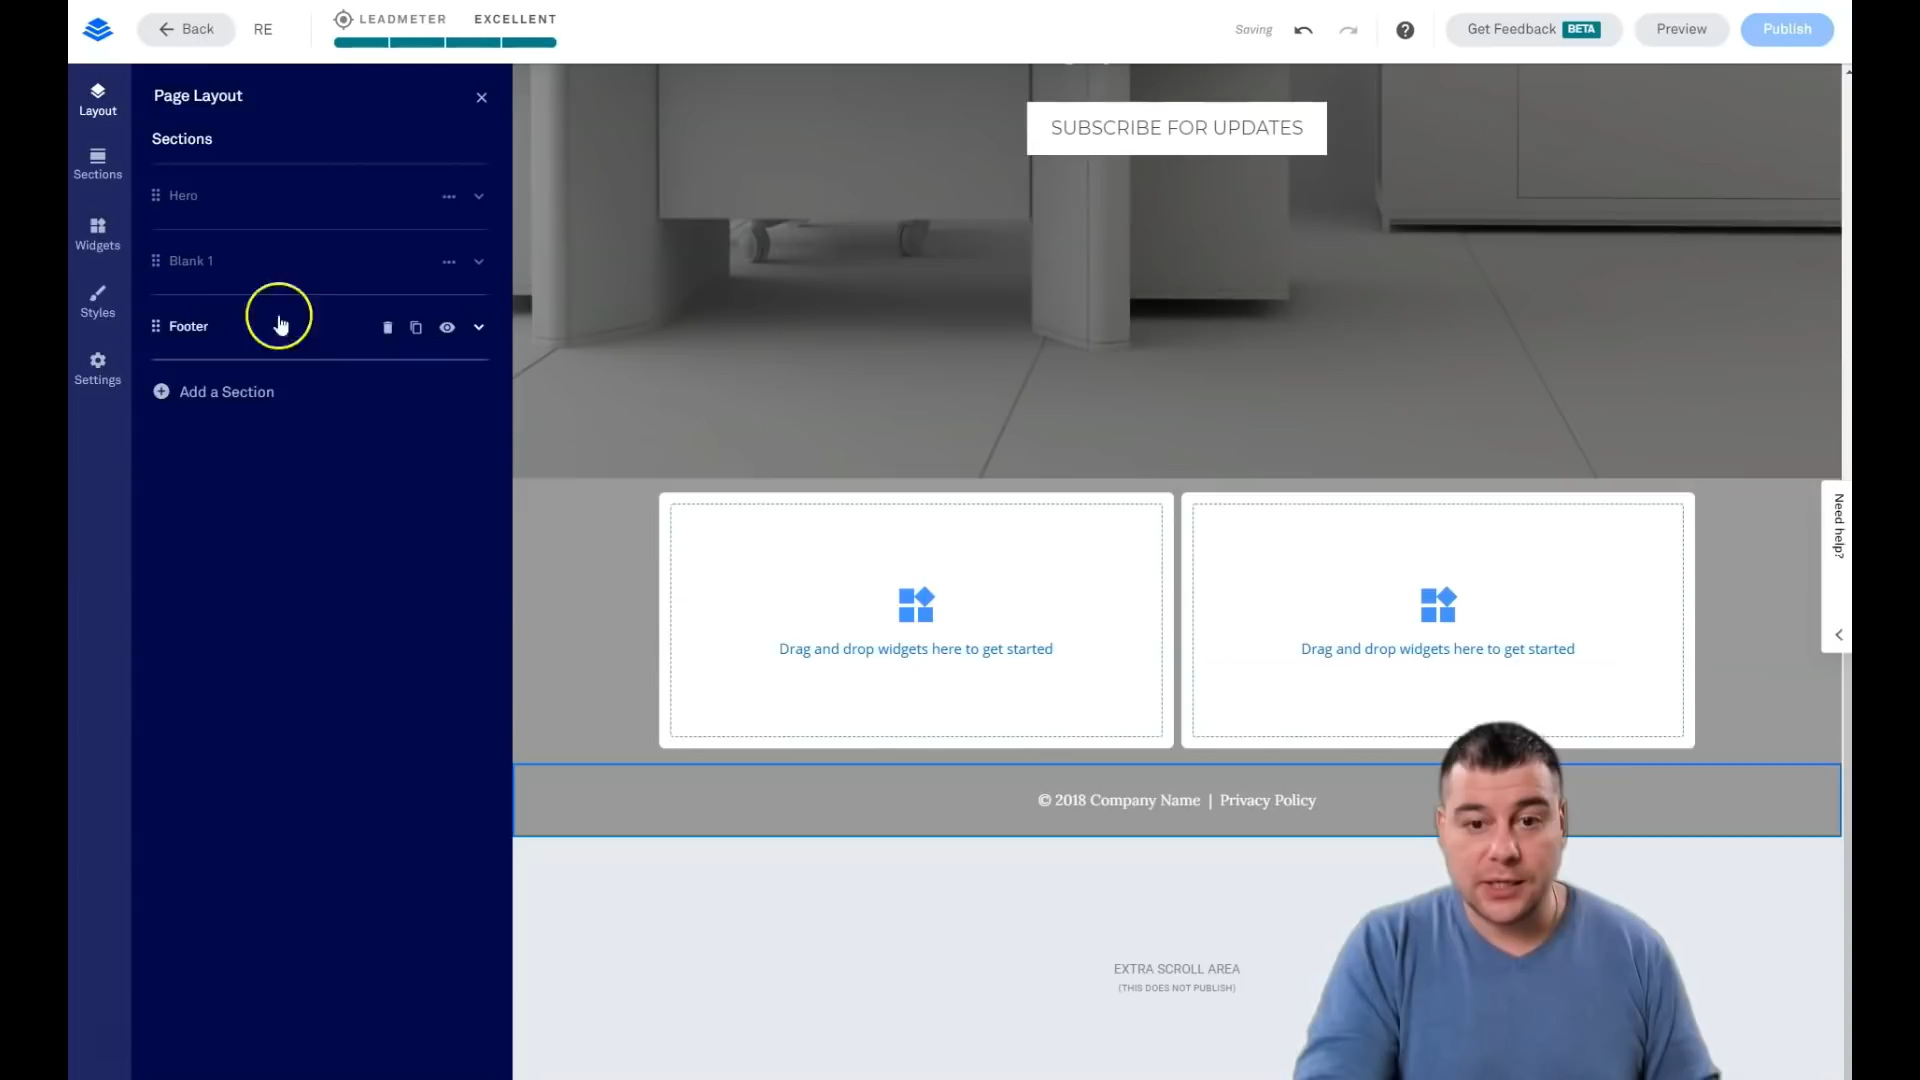 Back
RE
LEADMETER EXCELLENT
Saving
Get Feedback BETA
Preview
Publish
Layout
Sections
Widgets
Styles
Settings
Page Layout
Sections
Hero
Blank 1
Footer
Add a Section
SUBSCRIBE FOR UPDATES
Drag and drop widgets here to get started
Drag and drop widgets here to get started
© 2018 Company Name | Privacy Policy
EXTRA SCROLL AREA
(THIS DOES NOT PUBLISH)
Need help?